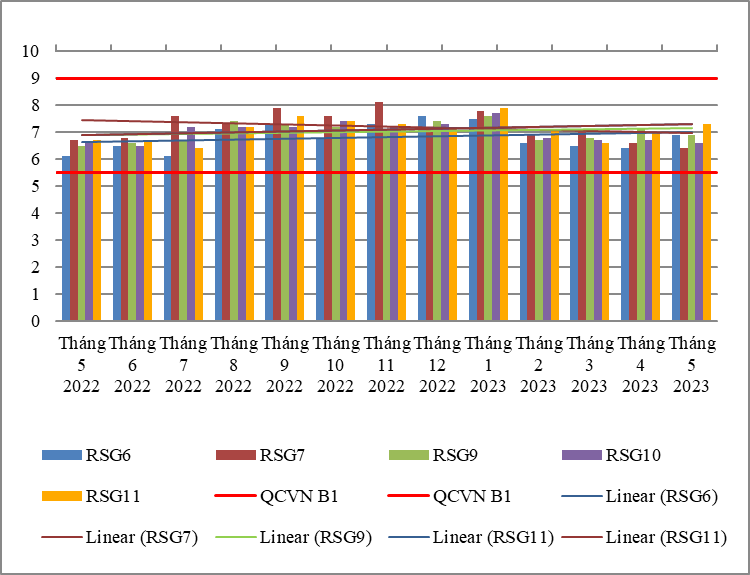 10
9
8
7
6
5
4
3
2
1
0
Tháng Tháng Tháng Tháng Tháng Tháng Tháng Tháng Tháng Tháng Tháng Tháng Tháng
5 6 7 8 9 10 11 12 1 2 3 4 5
2022 2022 2022 2022 2022 2022 2022 2022 2023 2023 2023 2023 2023
RSG6 RSG7 RSG9 RSG10
RSG11 QCVN B1 QCVN B1 Linear (RSG6)
Linear (RSG7) Linear (RSG9) Linear (RSG11) Linear (RSG11)